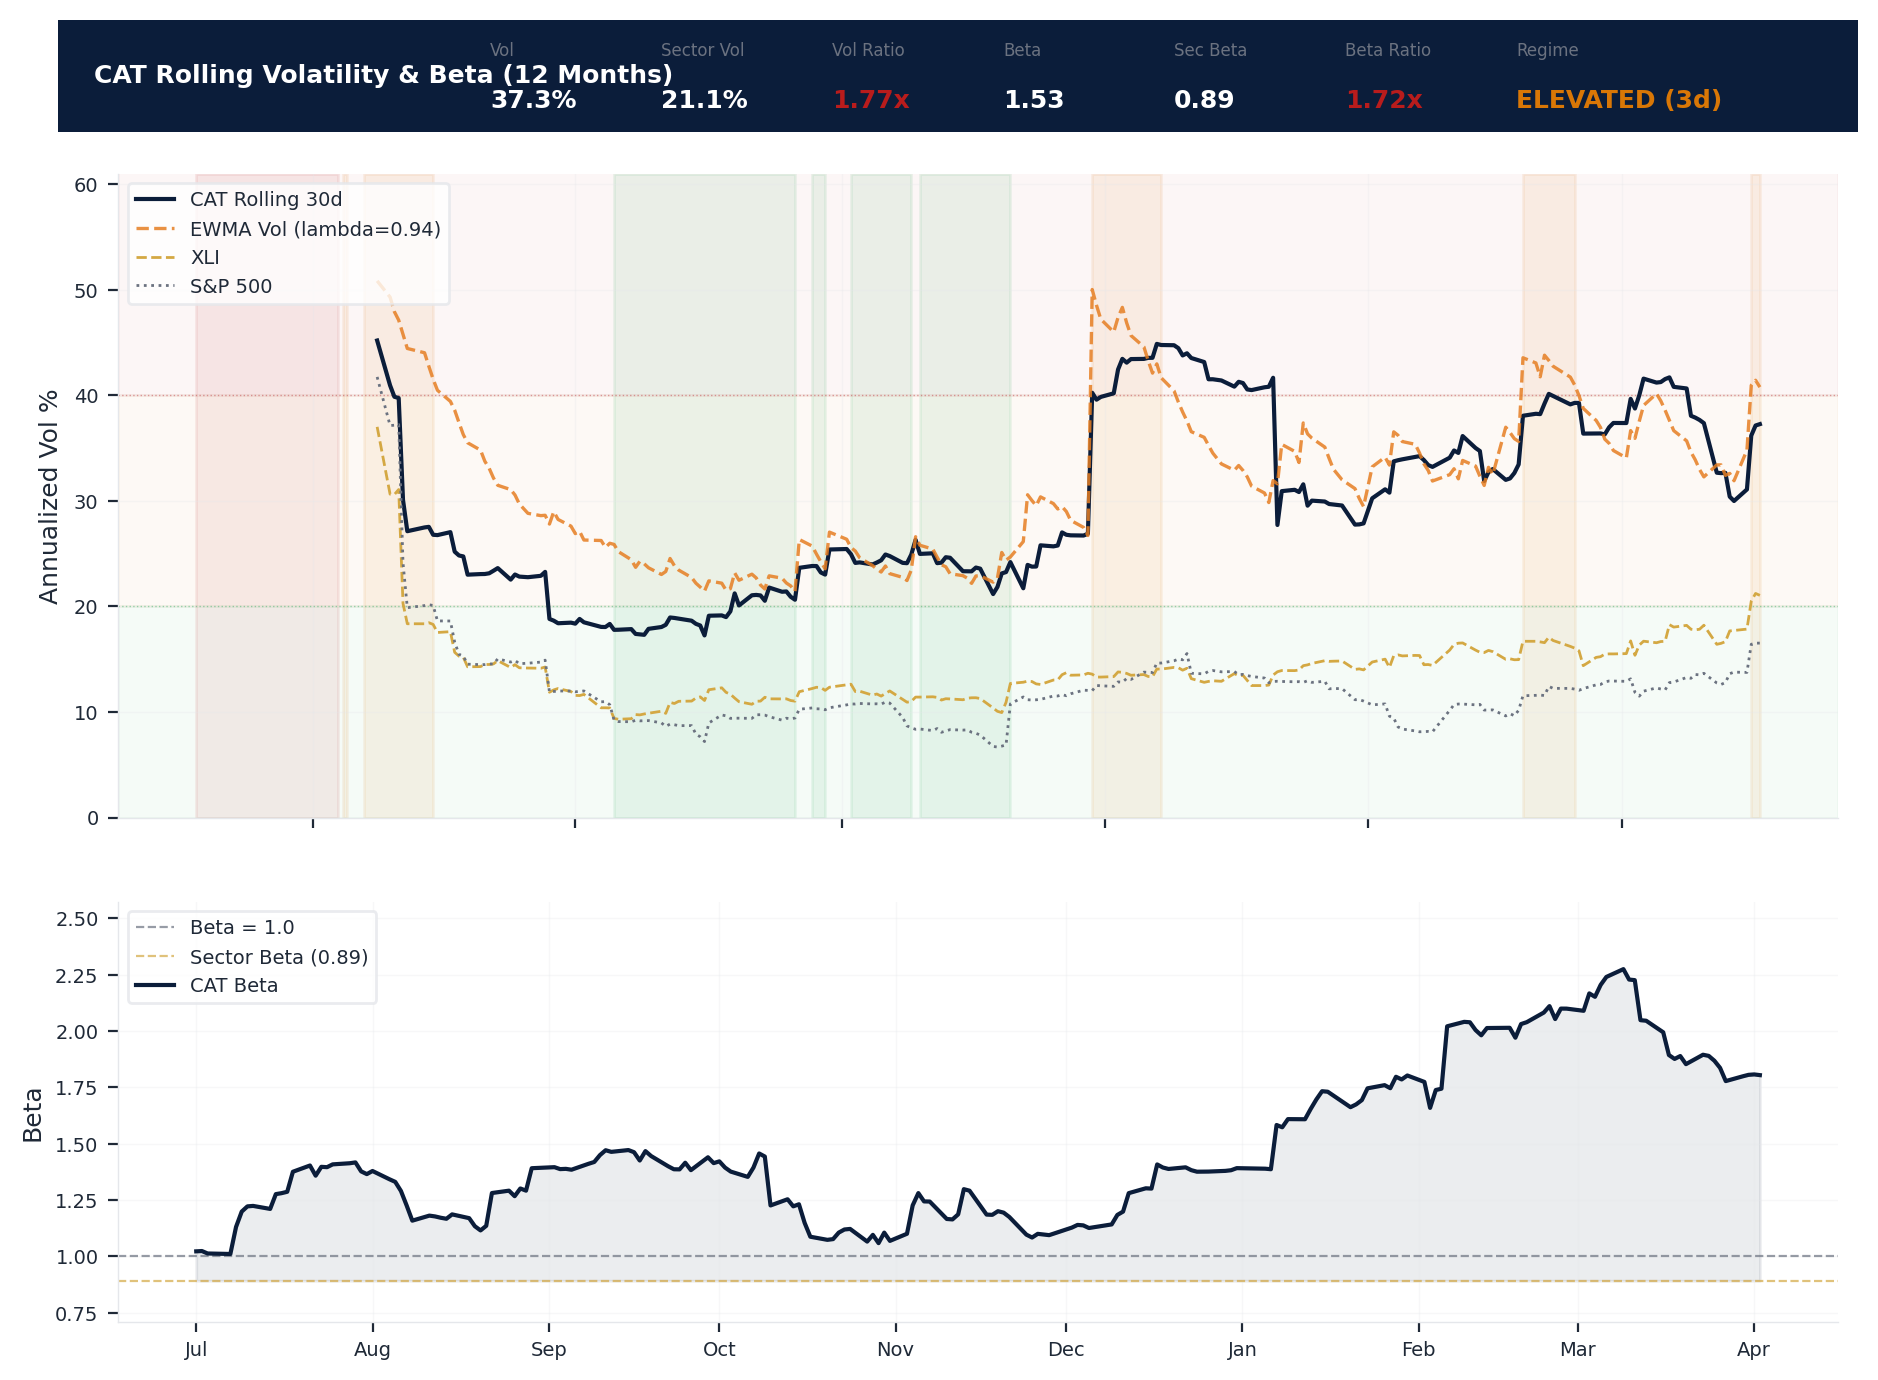 CAT Rolling Volatility & Beta (12 Months)
Vol
37.3%
Sector Vol
21.1%
Vol Ratio
1.77x
Beta
1.53
Sec Beta
0.89
Beta Ratio
1.72x
Regime
ELEVATED (3d)
Annualized Vol %
60
50
40
30
20
10
0
CAT Rolling 30d
EWMA Vol (lambda=0.94)
XLI
S&P 500
Beta
2.50
2.25
2.00
1.75
1.50
1.25
1.00
0.75
Beta = 1.0
Sector Beta (0.89)
CAT Beta
Jul Aug Sep Oct Nov Dec Jan Feb Mar Apr